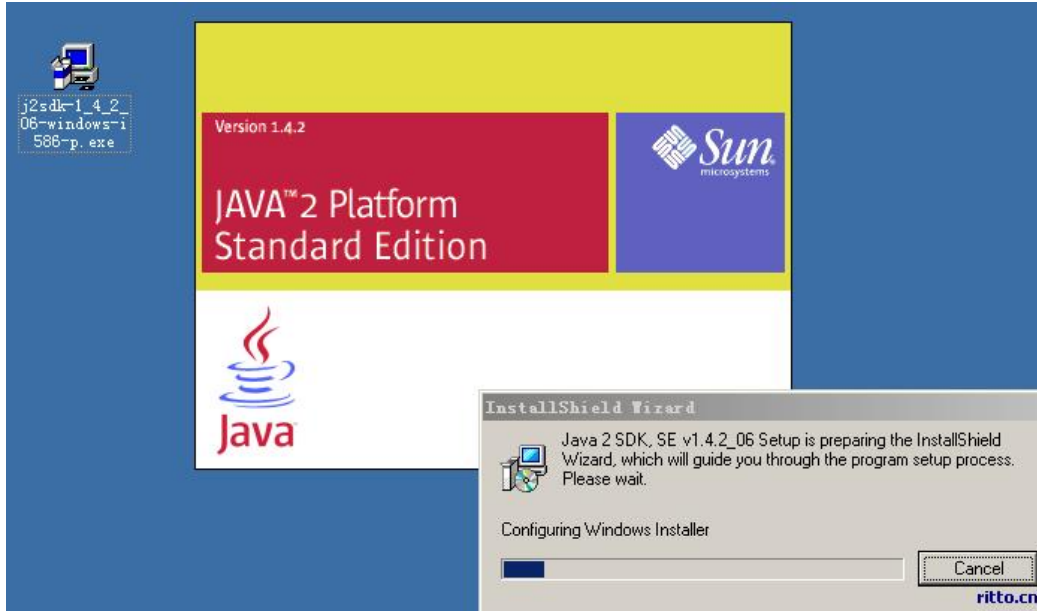 j2sdk-1_4_2_
06-windows-i
586-p.exe
Version 1.4.2
Sun
microsystems
JAVA™2 Platform
Standard Edition
Java
InstallShield Wizard
Java 2 SDK, SE v1.4.2_06 Setup is preparing the InstallShield
Wizard, which will guide you through the program setup process.
Please wait.
Configuring Windows Installer
Cancel
ritto.cn